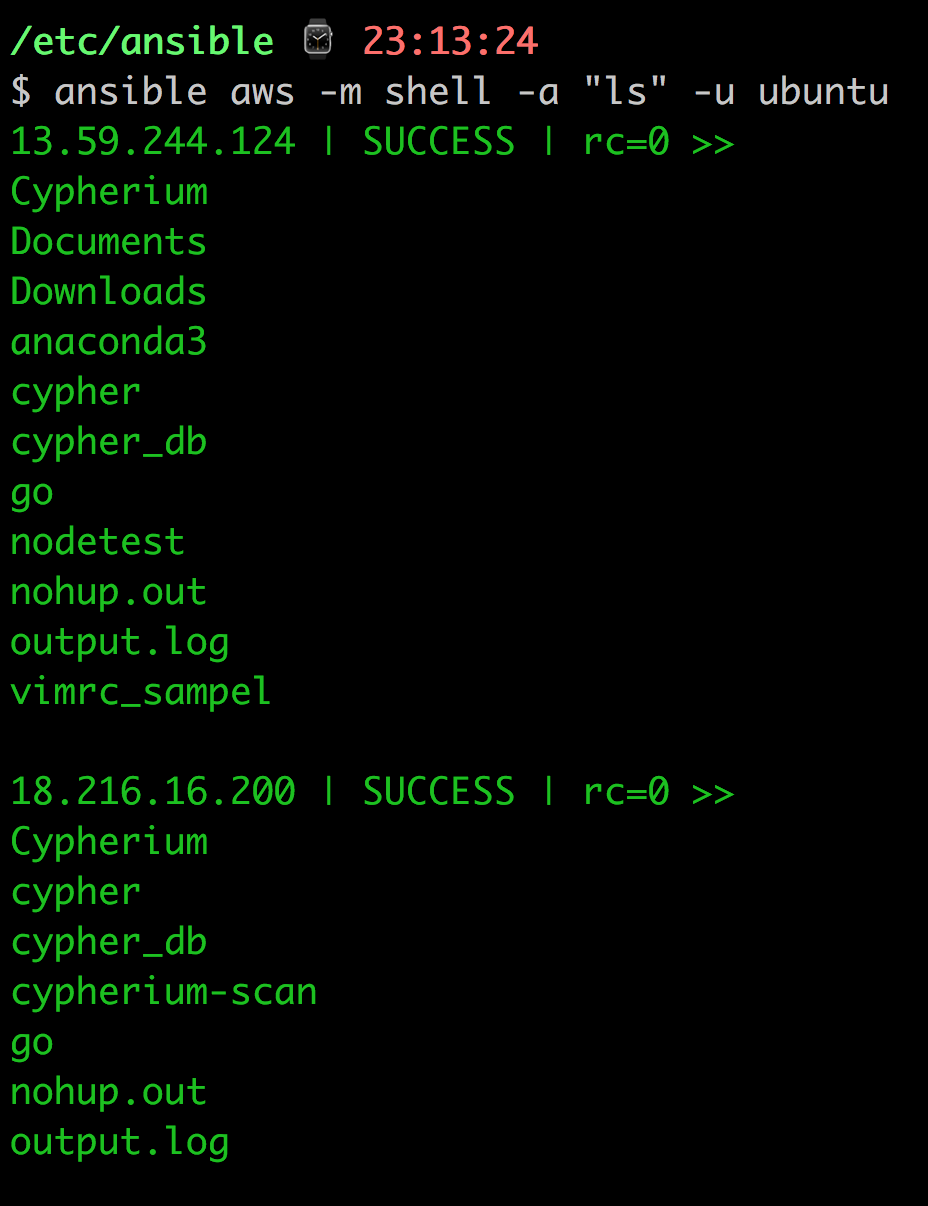 /etc/ansible ⌚ 23:13:24
$ ansible aws -m shell -a "ls" -u ubuntu
13.59.244.124 | SUCCESS | rc=0 >>
Cypherium
Documents
Downloads
anaconda3
cypher
cypher_db
go
nodetest
nohup.out
output.log
vimrc_sampel
18.216.16.200 | SUCCESS | rc=0 >>
Cypherium
cypher
cypher_db
cypherium-scan
go
nohup.out
output.log